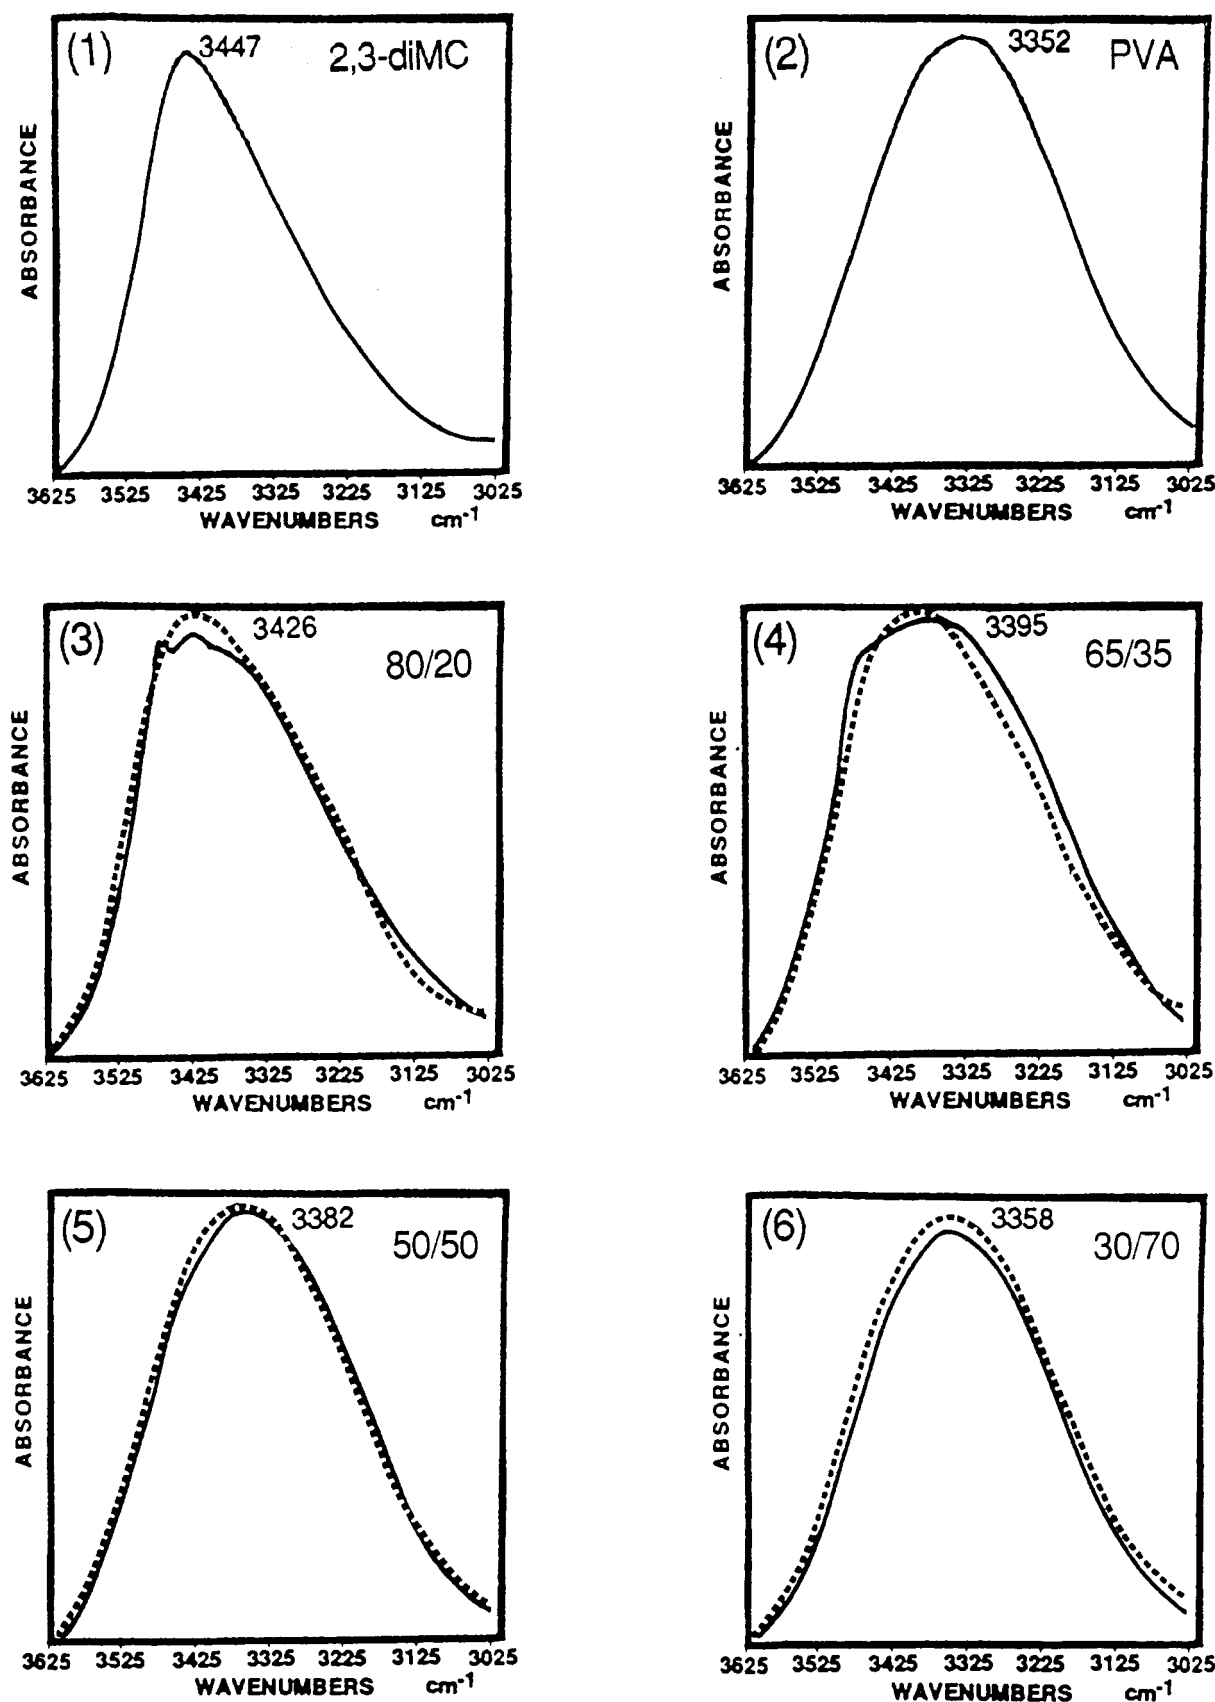 (1) 3447 2,3-diMC
ABSORBANCE
3625 3525 3425 3325 3225 3125 3025
WAVENUMBERS cm-1
(2) 3352 PVA
ABSORBANCE
3625 3525 3425 3325 3225 3125 3025
WAVENUMBERS cm-1
(3) 3426
80/20
ABSORBANCE
3625 3525 3425 3325 3225 3125 3025
WAVENUMBERS cm-1
(4) 3395
65/35
ABSORBANCE
3625 3525 3425 3325 3225 3125 3025
WAVENUMBERS cm-1
(5) 3382
50/50
ABSORBANCE
3625 3525 3425 3325 3225 3125 3025
WAVENUMBERS cm-1
(6) 3358
30/70
ABSORBANCE
3625 3525 3425 3325 3225 3125 3025
WAVENUMBERS cm-1